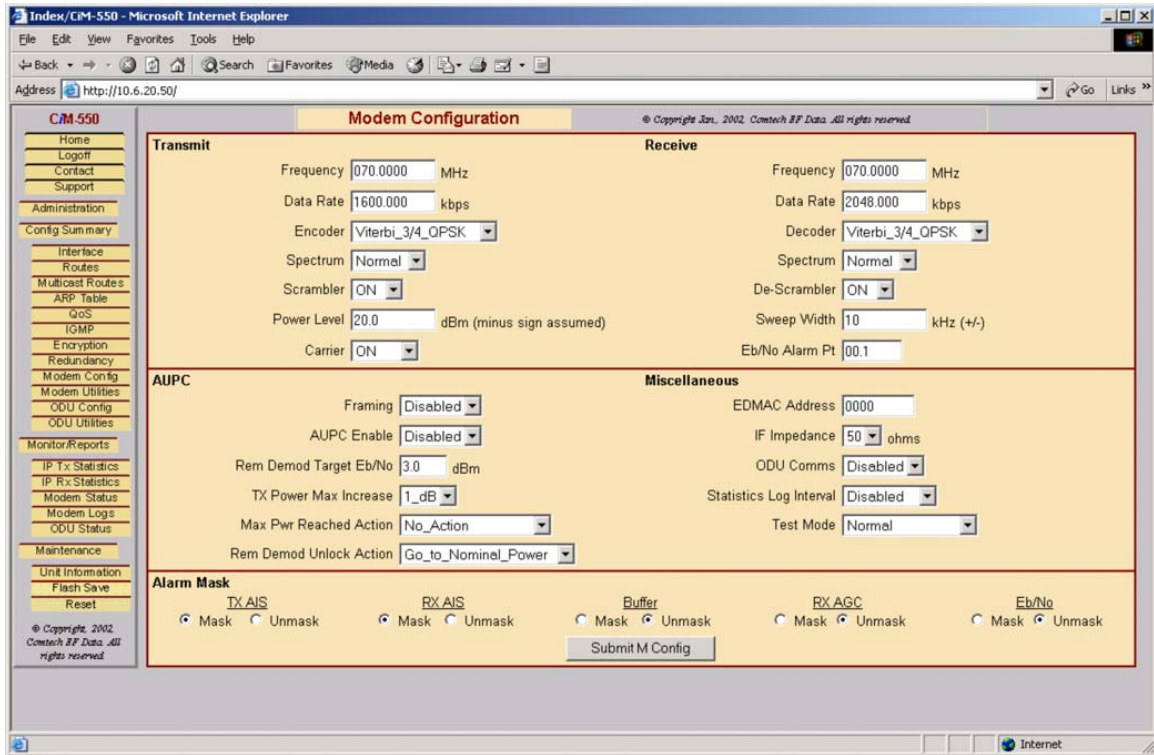 Index/CiM-550 - Microsoft Internet Explorer
File Edit View Favorites Tools Help
Back Search Favorites Media
Address http://10.6.20.50/ Go Links »
CiM-550
Home
Logoff
Contact
Support
Administration
Config Summary
Interface
Routes
Multicast Routes
ARP Table
QoS
IGMP
Encryption
Redundancy
Modem Config
Modem Utilities
ODU Config
ODU Utilities
Monitor/Reports
IP Tx Statistics
IP Rx Statistics
Modem Status
Modem Logs
ODU Status
Maintenance
Unit Information
Flash Save
Reset
© Copyright, 2002
Comtech EF Data. All
rights reserved.
Modem Configuration
© Copyright Jan., 2002, Comtech EF Data. All rights reserved.
Transmit
Frequency 070.0000 MHz
Data Rate 1600.000 kbps
Encoder Viterbi_3/4_QPSK
Spectrum Normal
Scrambler ON
Power Level 20.0 dBm (minus sign assumed)
Carrier ON
Receive
Frequency 070.0000 MHz
Data Rate 2048.000 kbps
Decoder Viterbi_3/4_QPSK
Spectrum Normal
De-Scrambler ON
Sweep Width 10 kHz (+/-)
Eb/No Alarm Pt 00.1
AUPC
Framing Disabled
AUPC Enable Disabled
Rem Demod Target Eb/No 3.0 dBm
TX Power Max Increase 1_dB
Max Pwr Reached Action No_Action
Rem Demod Unlock Action Go_to_Nominal_Power
Miscellaneous
EDMAC Address 0000
IF Impedance 50 ohms
ODU Comms Disabled
Statistics Log Interval Disabled
Test Mode Normal
Alarm Mask
TX AIS RX AIS Buffer RX AGC Eb/No
Mask Unmask Mask Unmask Mask Unmask Mask Unmask Mask Unmask
Submit M Config
Internet